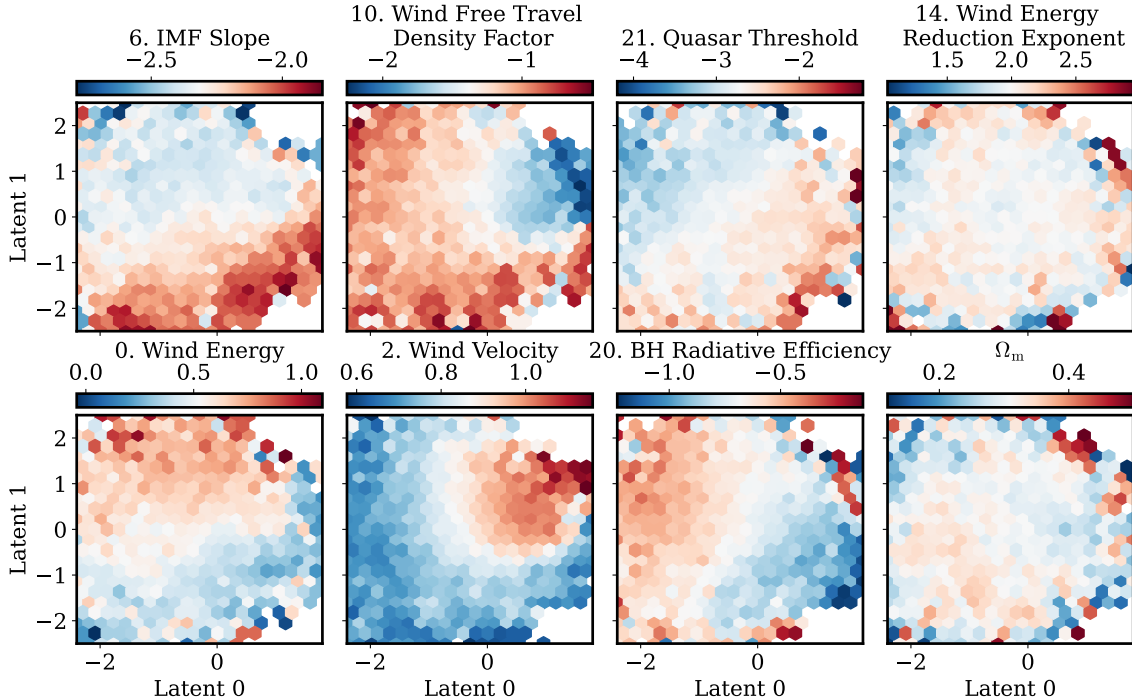 10. Wind Free Travel
14. Wind Energy
6. IMF Slope
Density Factor
21. Quasar Threshold
Reduction Exponent
−2.5 −2.0
−2 −1
−4 −3 −2
1.5 2.0 2.5
2
1
0
−1
−2
Latent 1
0. Wind Energy
2. Wind Velocity
20. BH Radiative Efficiency
Ωm
0.0 0.5 1.0
0.6 0.8 1.0
−1.0 −0.5
0.2 0.4
2
1
0
−1
−2
Latent 1
−2 0
−2 0
−2 0
−2 0
Latent 0
Latent 0
Latent 0
Latent 0